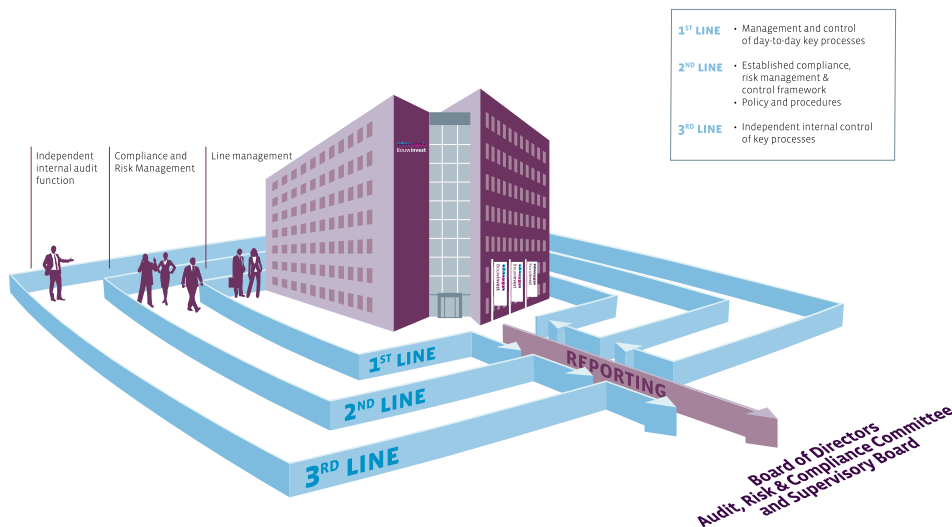 1ST LINE • Management and control
of day-to-day key processes
2ND LINE • Established compliance,
risk management &
control framework
• Policy and procedures
3RD LINE • Independent internal control
of key processes
Independent
internal audit
function
Compliance and
Risk Management
Line management
Bouwinvest
Bouwinvest
Bouwinvest
Bouwinvest
1ST LINE
2ND LINE
3RD LINE
REPORTING
Board of Directors
Audit, Risk & Compliance Committee
and Supervisory Board